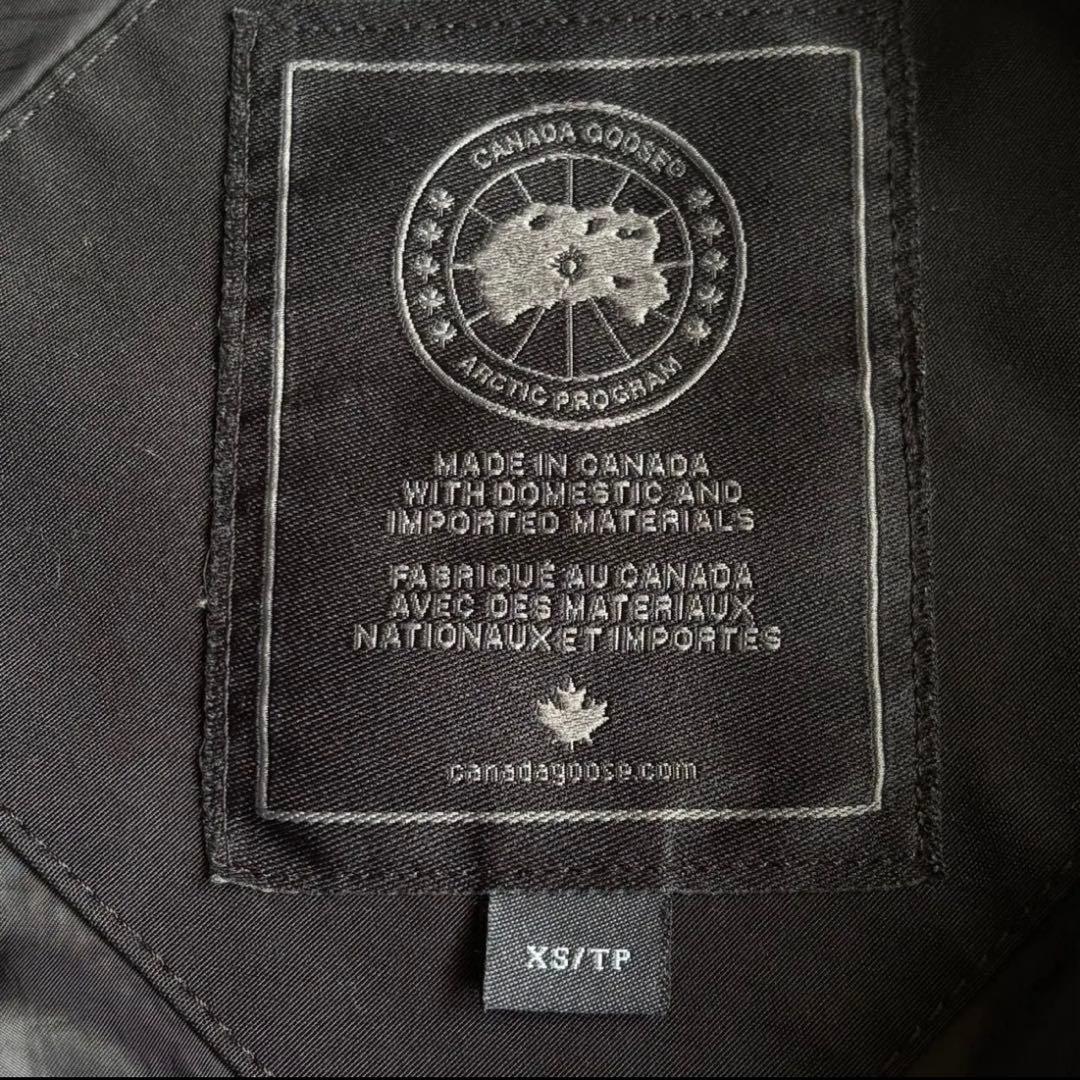 CANADA GOOSE®
ARCTIC PROGRAM
MADE IN CANADA
WITH DOMESTIC AND
IMPORTED MATERIALS
FABRIQUÉ AU CANADA
AVEC DES MATERIAUX
NATIONAUX ET IMPORTES
canadagoose.com
XS/TP